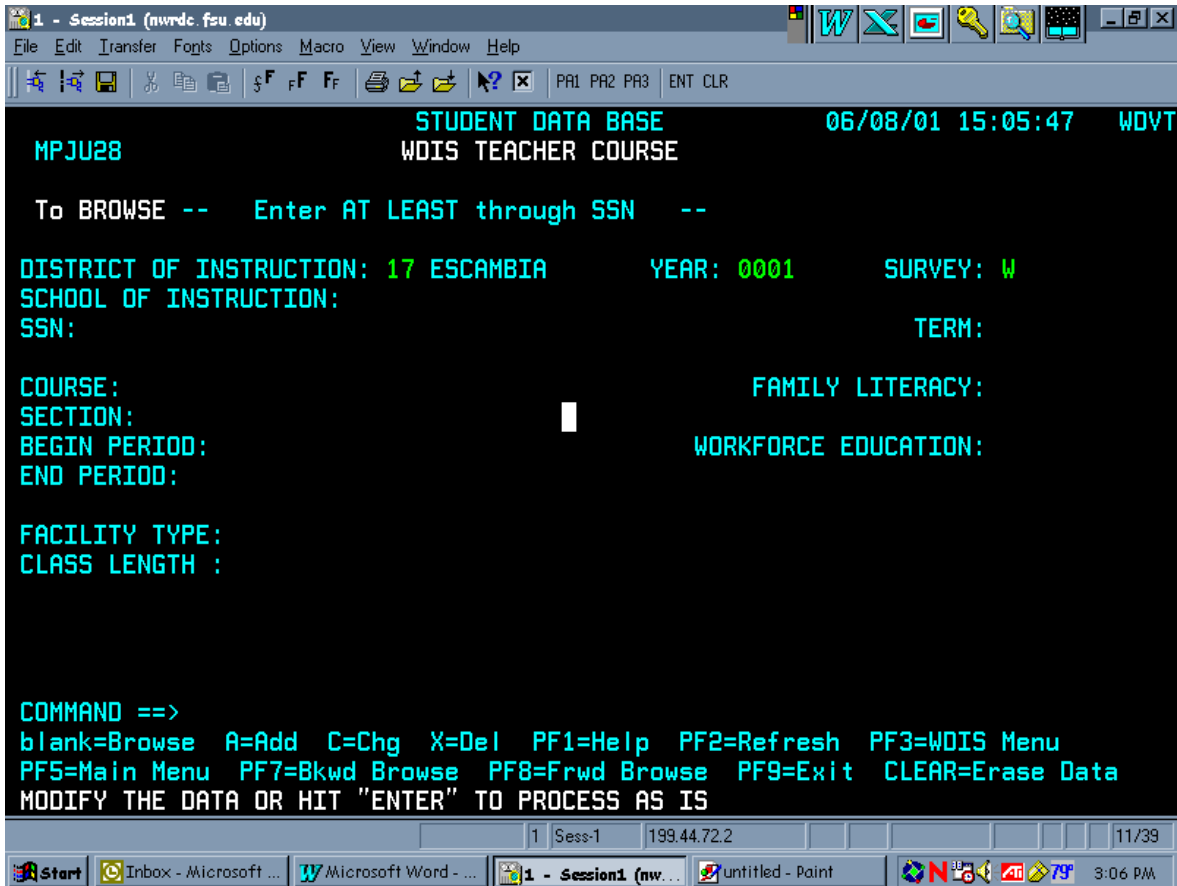 1 - Session1 (nwrdc.fsu.edu)
File Edit Transfer Fonts Options Macro View Window Help
PA1 PA2 PA3 ENT CLR
STUDENT DATA BASE 06/08/01 15:05:47 WDVT
MPJU28 WDIS TEACHER COURSE
To BROWSE -- Enter AT LEAST through SSN --
DISTRICT OF INSTRUCTION: 17 ESCAMBIA YEAR: 0001 SURVEY: W
SCHOOL OF INSTRUCTION:
SSN: TERM:
COURSE: FAMILY LITERACY:
SECTION:
BEGIN PERIOD: WORKFORCE EDUCATION:
END PERIOD:
FACILITY TYPE:
CLASS LENGTH :
COMMAND ==>
blank=Browse A=Add C=Chg X=Del PF1=Help PF2=Refresh PF3=WDIS Menu
PF5=Main Menu PF7=Bkwd Browse PF8=Frwd Browse PF9=Exit CLEAR=Erase Data
MODIFY THE DATA OR HIT "ENTER" TO PROCESS AS IS
1 Sess-1 199.44.72.2 11/39
Start Inbox - Microsoft ... Microsoft Word - ... 1 - Session1 (nw... untitled - Paint 79° 3:06 PM